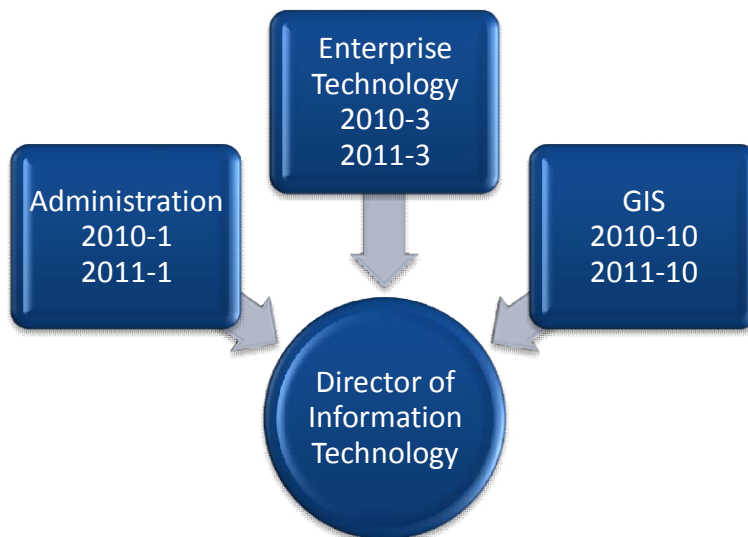 Enterprise
Technology
2010-3
2011-3
Administration
2010-1
2011-1
GIS
2010-10
2011-10
Director of
Information
Technology